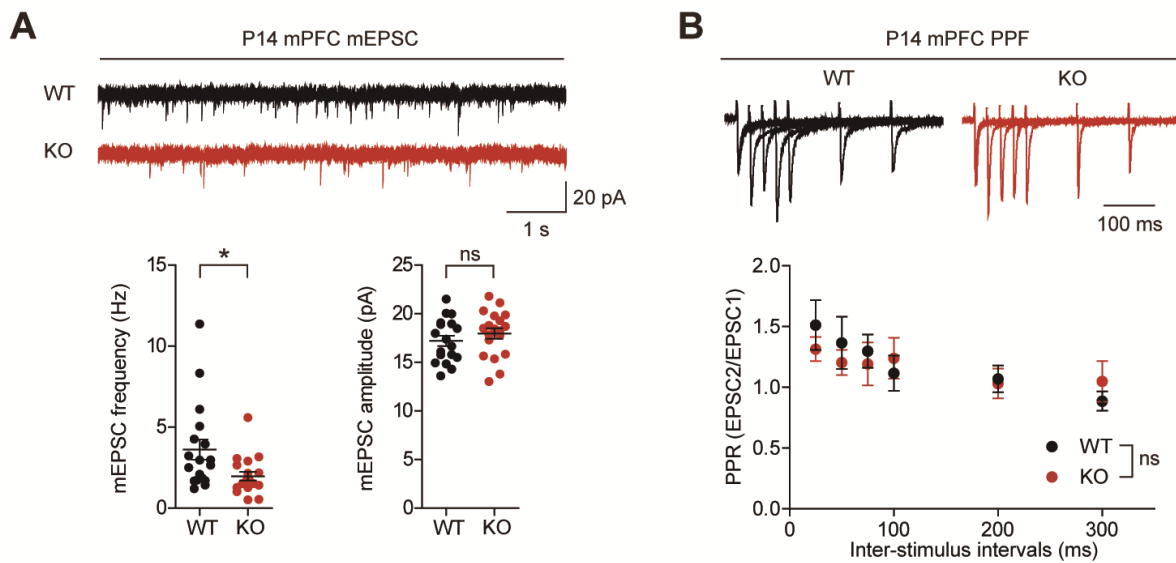 A
P14 mPFC mEPSC
WT
KO
20 pA
1 s
mEPSC frequency (Hz)
15
10
5
0
*
WT
KO
mEPSC amplitude (pA)
25
20
15
10
5
0
ns
WT
KO
B
P14 mPFC PPF
WT
KO
100 ms
PPR (EPSC2/EPSC1)
2.0
1.5
1.0
0.5
0.0
WT
KO
ns
0
100
200
300
Inter-stimulus intervals (ms)